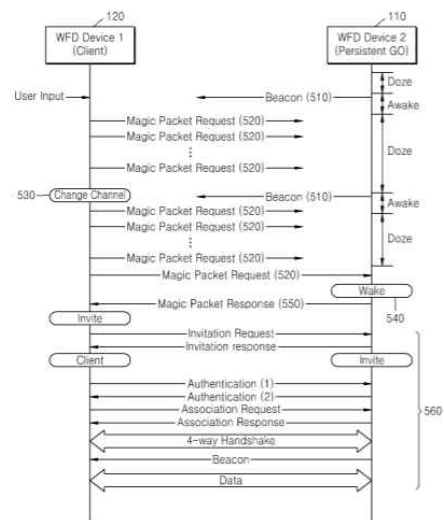 120
110
WFD Device 1
(Client)
WFD Device 2
(Persistent GO)
Doze
User Input
Beacon (510)
Awake
Magic Packet Request (520)
Magic Packet Request (520)
Doze
Magic Packet Request (520)
530
Change Channel
Beacon (510)
Awake
Magic Packet Request (520)
Magic Packet Request (520)
Doze
Magic Packet Request (520)
Magic Packet Request (520)
Wake
Magic Packet Response (550)
540
Invite
Invitation Request
Invitation response
Client
Invite
Authentication (1)
Authentication (2)
560
Association Request
Association Response
4-way Handshake
Beacon
Data